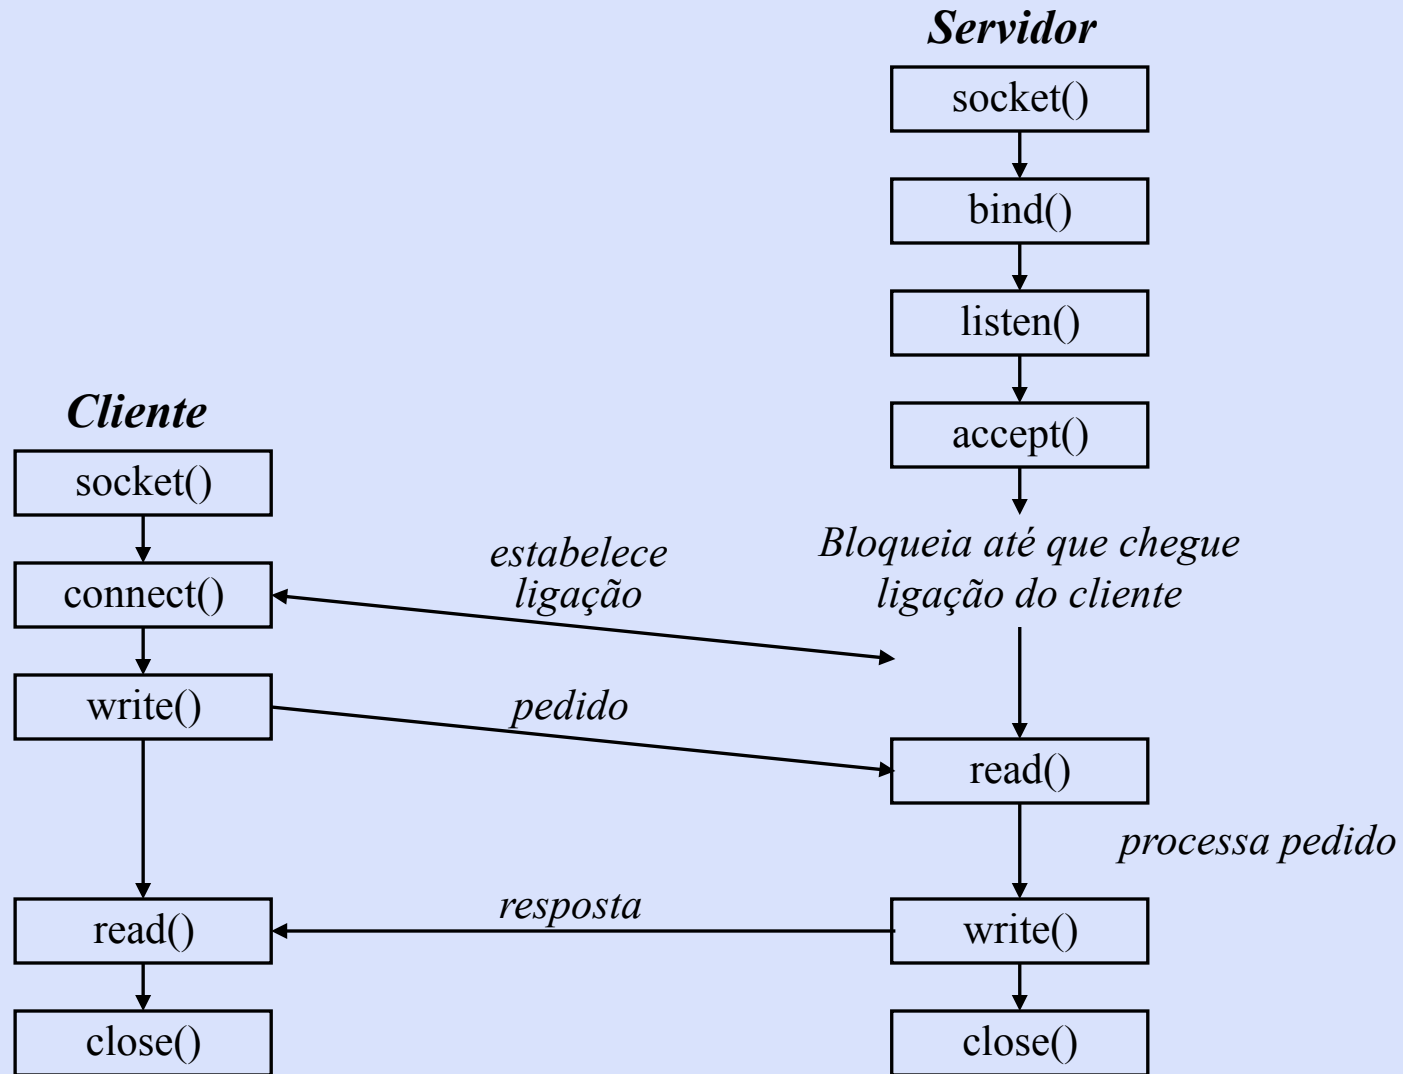 Servidor
socket()
bind()
listen()
accept()
Bloqueia até que chegue
ligação do cliente
read()
processa pedido
write()
close()
Cliente
socket()
connect()
write()
read()
close()
estabelece
ligação
pedido
resposta